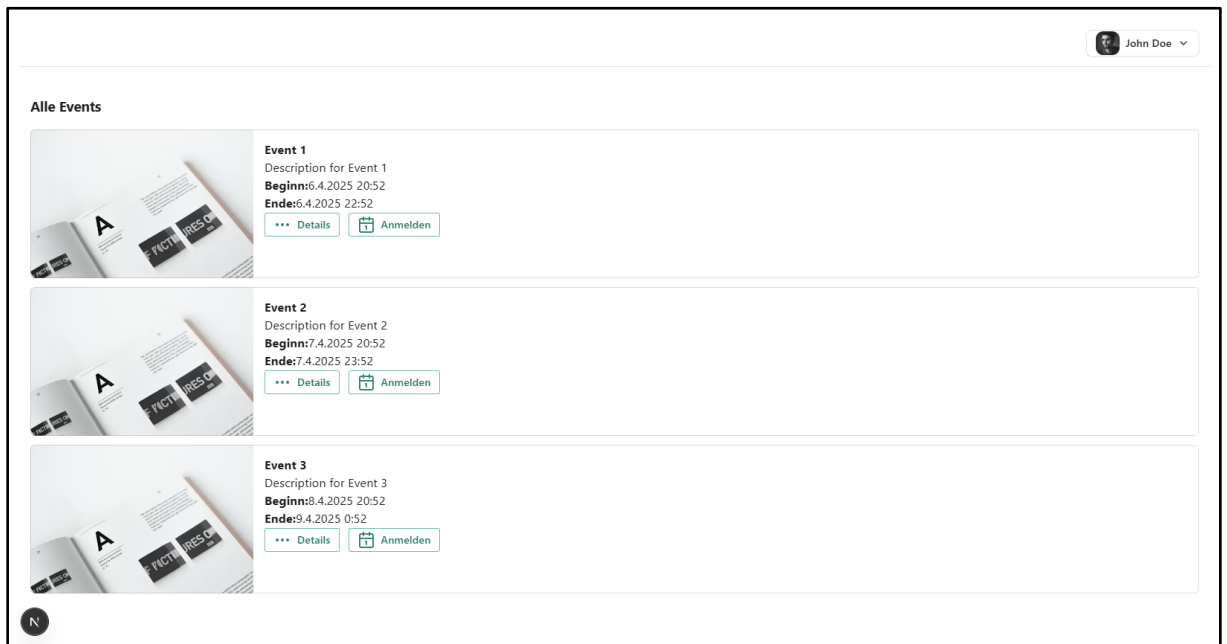 John Doe
Alle Events
Event 1
Description for Event 1
Beginn:6.4.2025 20:52
Ende:6.4.2025 22:52
Details
1
Anmelden
A
Event 2
Description for Event 2
Beginn:7.4.2025 20:52
Ende:7.4.2025 23:52
Details
1
Anmelden
A
Event 3
Description for Event 3
Beginn:8.4.2025 20:52
Ende:9.4.2025 0:52
Details
1
Anmelden
A
N